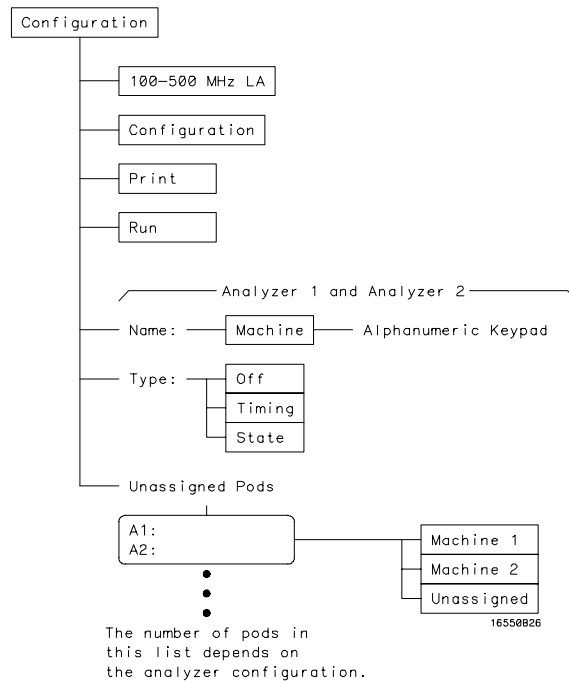 Configuration
100-500 MHz LA
Configuration
Print
Run
Analyzer 1 and Analyzer 2
Name: Machine Alphanumeric Keypad
Type: Off
Timing
State
Unassigned Pods
A1:
A2:
Machine 1
Machine 2
Unassigned
16550B26
The number of pods in
this list depends on
the analyzer configuration.